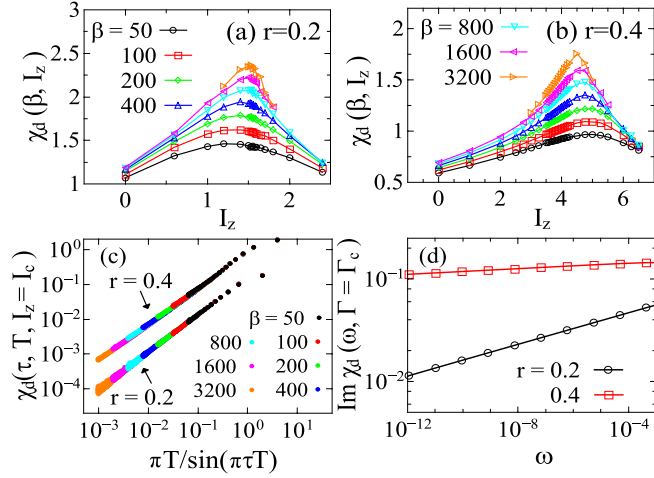 (a) r=0.2
β = 50
100
200
400
χd (β, Iz)
3
2.5
2
1.5
1
0
1
2
Iz
(b) r=0.4
β = 800
1600
3200
χd (β, Iz)
2
1.5
1
0.5
0
2
4
6
Iz
(c)
r = 0.4
r = 0.2
β = 50
800
100
1600
200
3200
400
χd(τ, T, Iz= Ic)
10^0
10^-1
10^-2
10^-3
10^-4
10^-3
10^-2
10^-1
10^0
10^1
πT/sin(πτT)
(d)
r = 0.2
0.4
Im χd (ω, Γ = Γc)
10^-1
10^-2
10^-12
10^-8
10^-4
ω